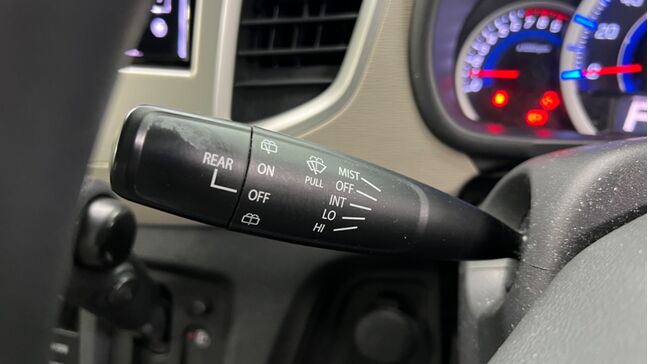 REAR
ON
OFF
PULL
MIST
OFF
INT
LO
HI